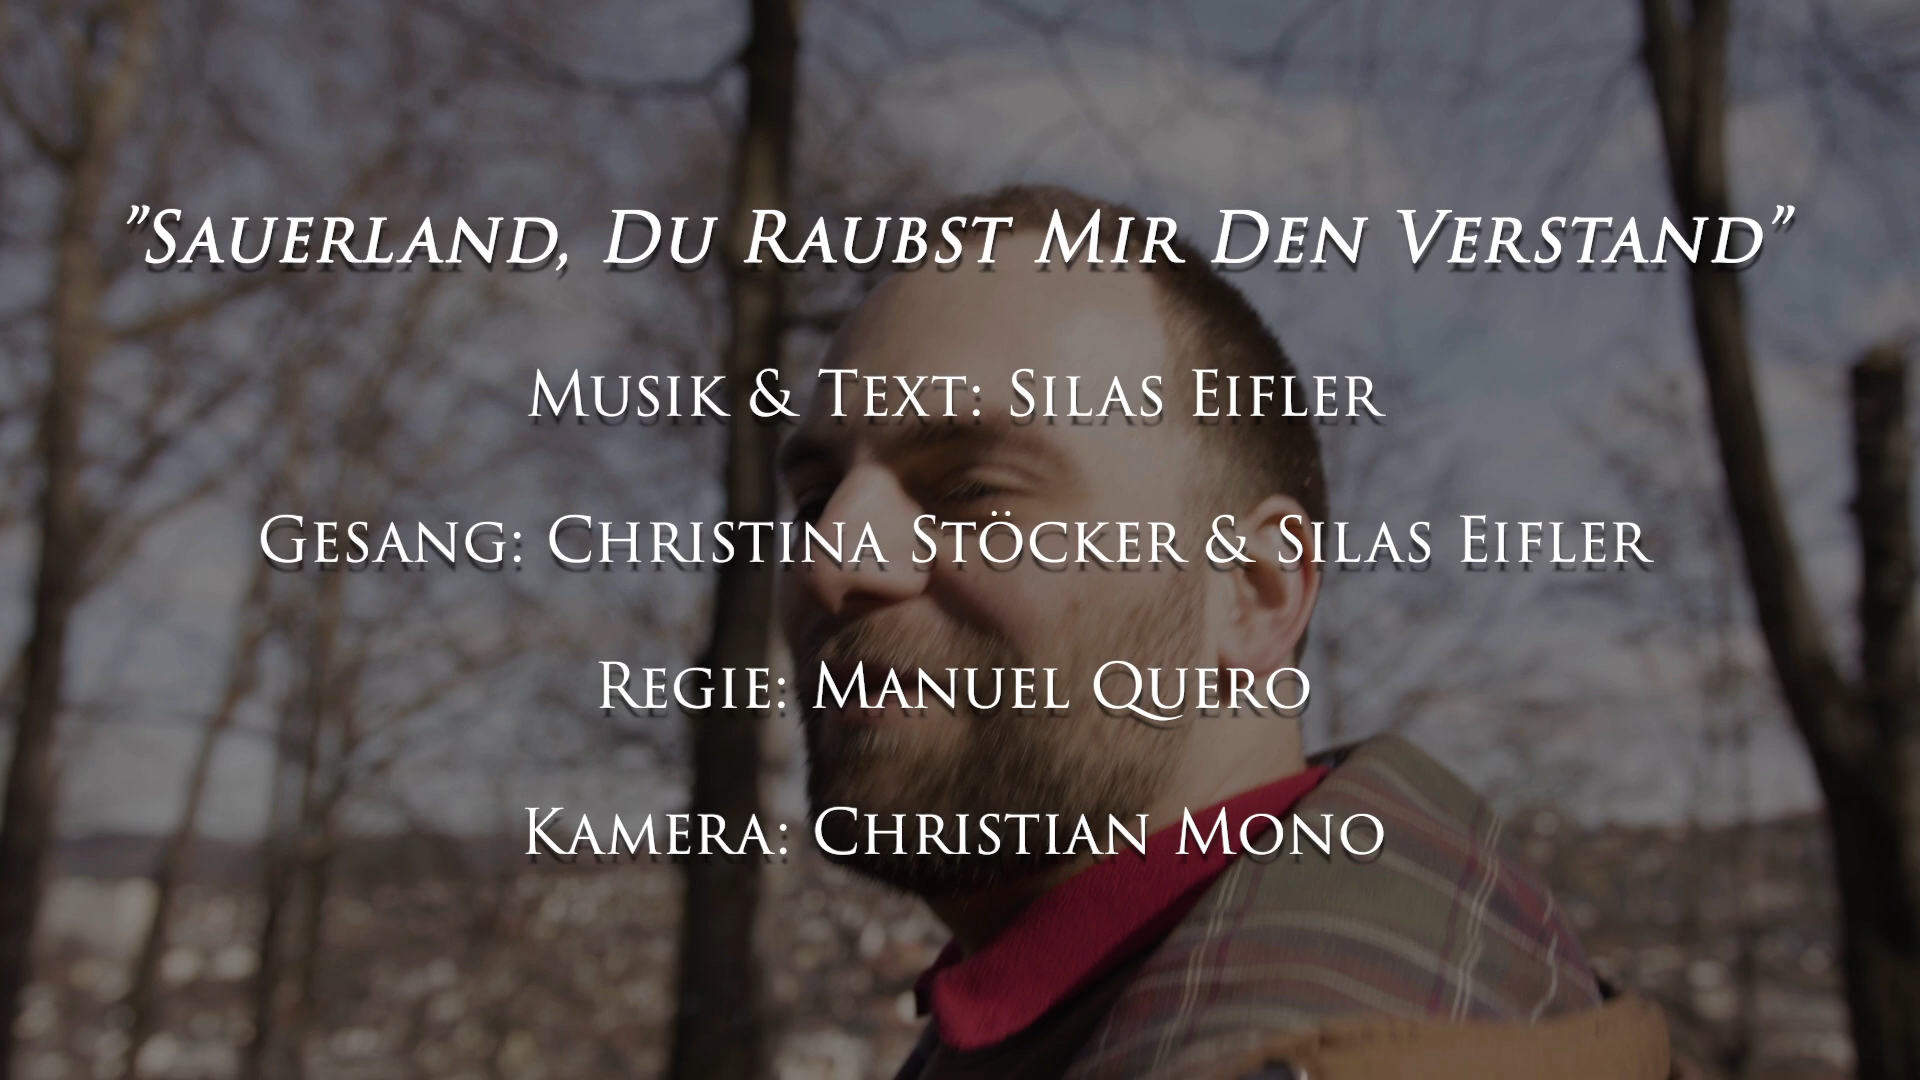 ”Sauerland, Du Raubst Mir Den Verstand”
Musik & Text: Silas Eifler
Gesang: Christina Stöcker & Silas Eifler
Regie: Manuel Quero
Kamera: Christian Mono